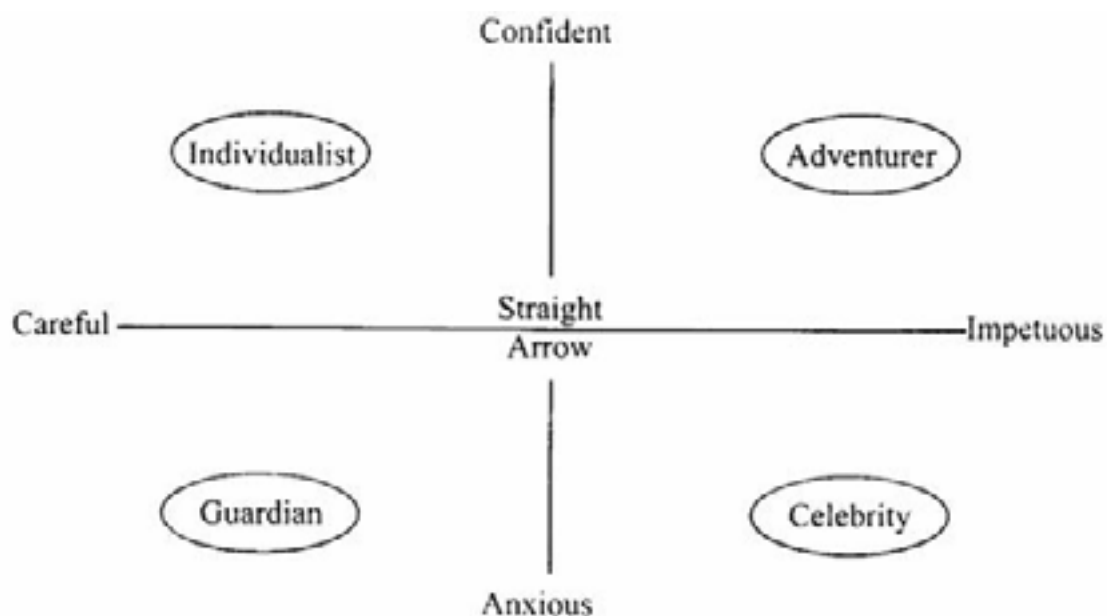 Confident
Individualist
Adventurer
Careful
Straight
Arrow
Impetuous
Guardian
Celebrity
Anxious